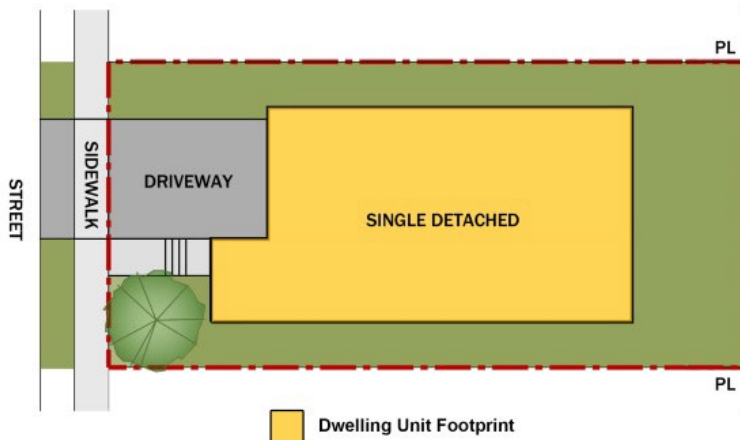 PL
STREET
SIDEWALK
DRIVEWAY
SINGLE DETACHED
PL
Dwelling Unit Footprint